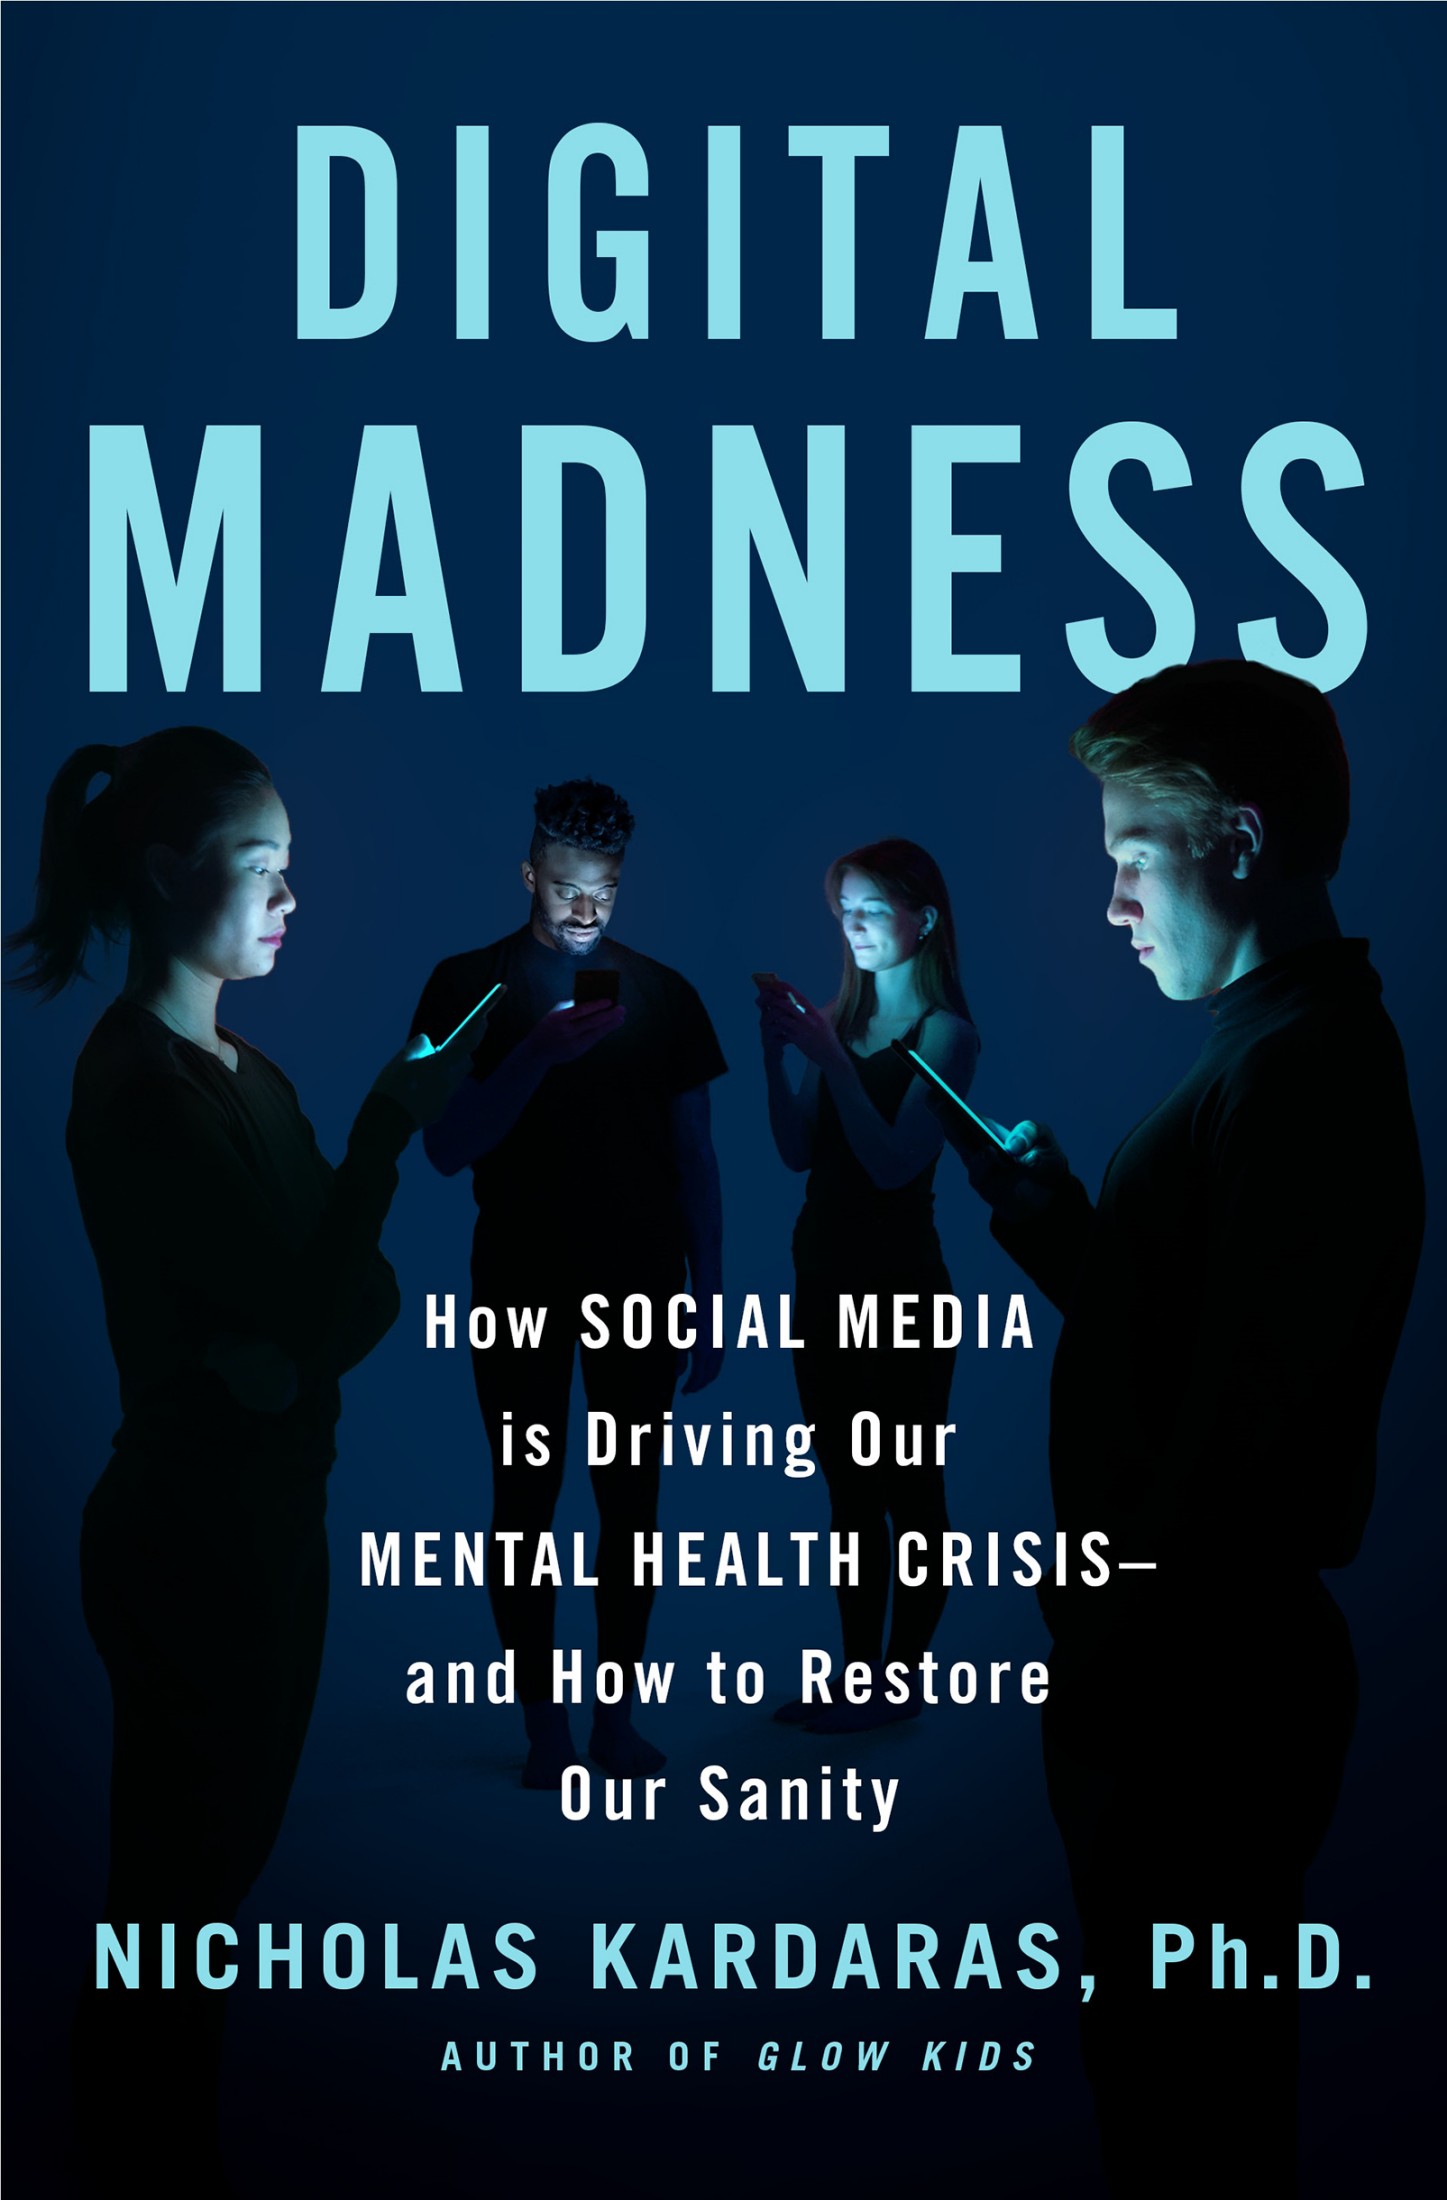 DIGITAL
MADNESS
How SOCIAL MEDIA
is Driving Our
MENTAL HEALTH CRISIS—
and How to Restore
Our Sanity
NICHOLAS KARDARAS, Ph.D.
AUTHOR OF GLOW KIDS